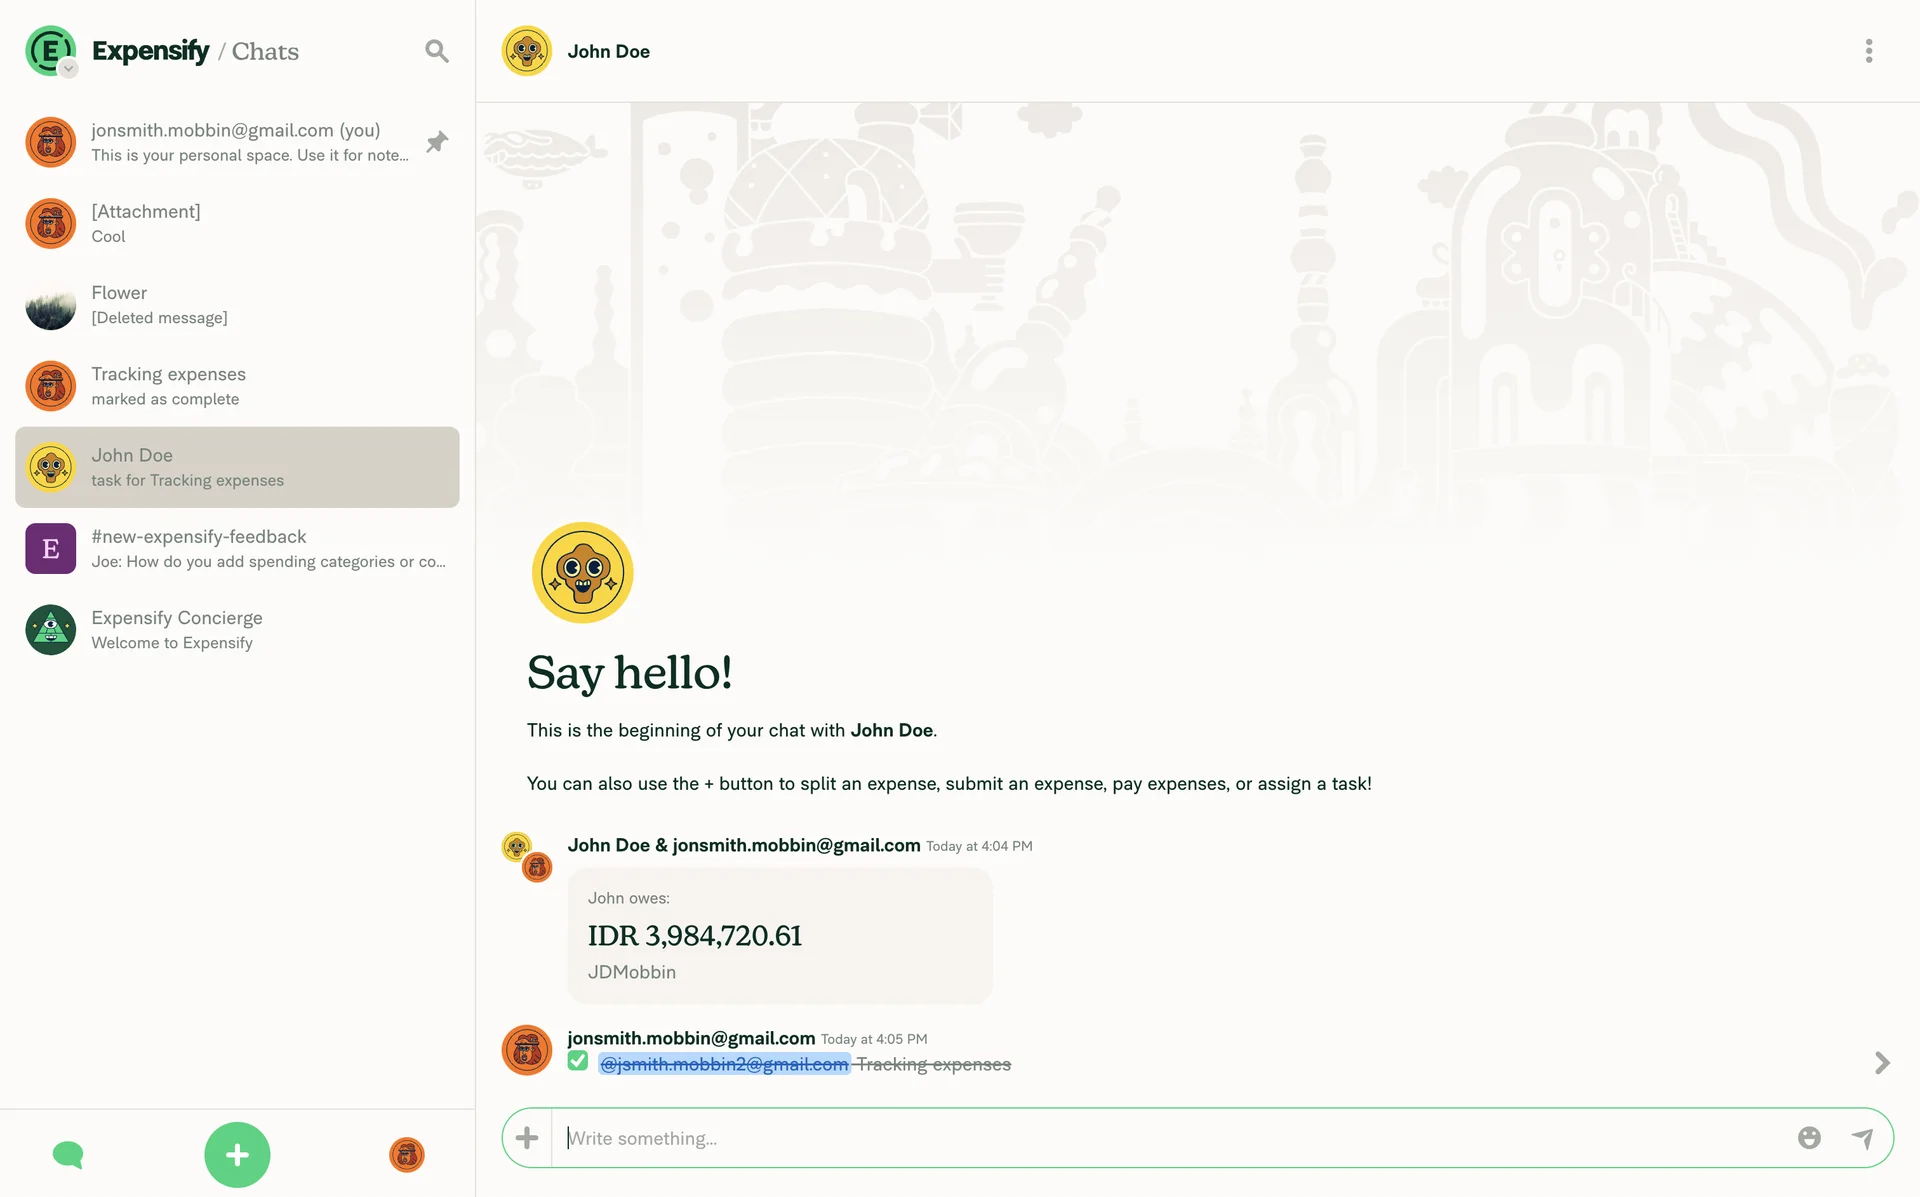 Expensify / Chats
jonsmith.mobbin@gmail.com (you)
This is your personal space. Use it for note...
[Attachment]
Cool
Flower
[Deleted message]
Tracking expenses
marked as complete
John Doe
task for Tracking expenses
E
#new-expensify-feedback
Joe: How do you add spending categories or co...
Expensify Concierge
Welcome to Expensify
John Doe
Say hello!
This is the beginning of your chat with John Doe.
You can also use the + button to split an expense, submit an expense, pay expenses, or assign a task!
John Doe & jonsmith.mobbin@gmail.com Today at 4:04 PM
John owes:
IDR 3,984,720.61
JDMobbin
jonsmith.mobbin@gmail.com Today at 4:05 PM
@jsmith.mobbin2@gmail.com Tracking expenses
Write something...